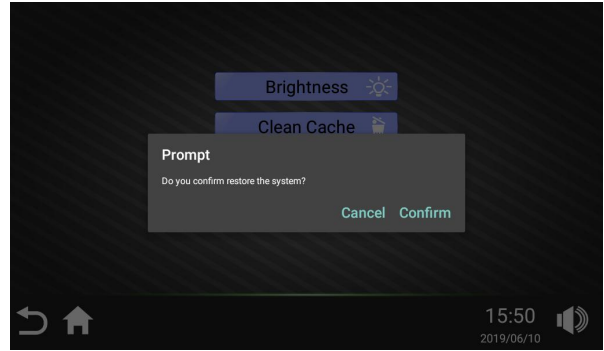 Brightness
Clean Cache
Prompt
Do you confirm restore the system?
Cancel Confirm
15:50
2019/06/10